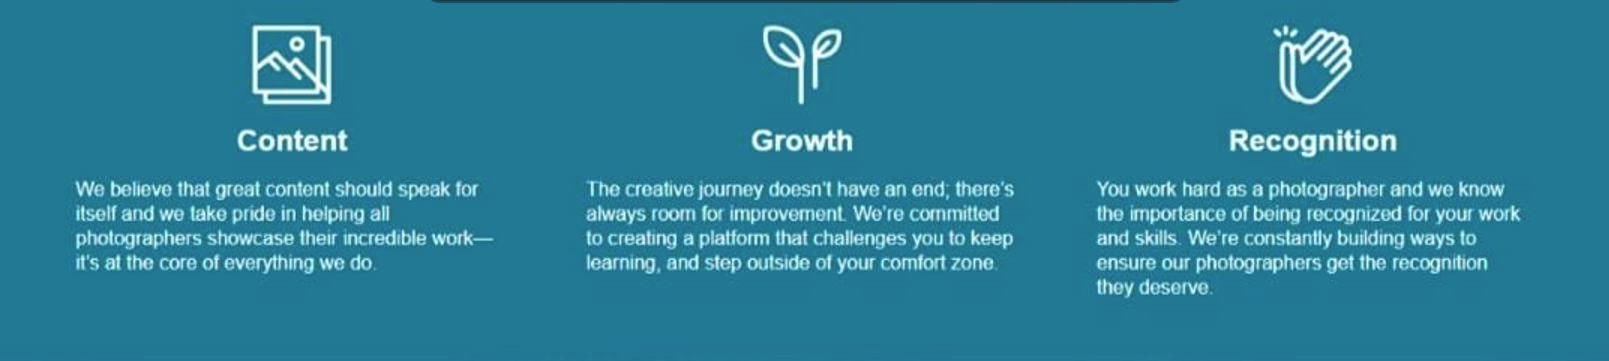 Content
We believe that great content should speak for
itself and we take pride in helping all
photographers showcase their incredible work—
it's at the core of everything we do.
Growth
The creative journey doesn't have an end; there's
always room for improvement. We're committed
to creating a platform that challenges you to keep
learning, and step outside of your comfort zone.
Recognition
You work hard as a photographer and we know
the importance of being recognized for your work
and skills. We're constantly building ways to
ensure our photographers get the recognition
they deserve.